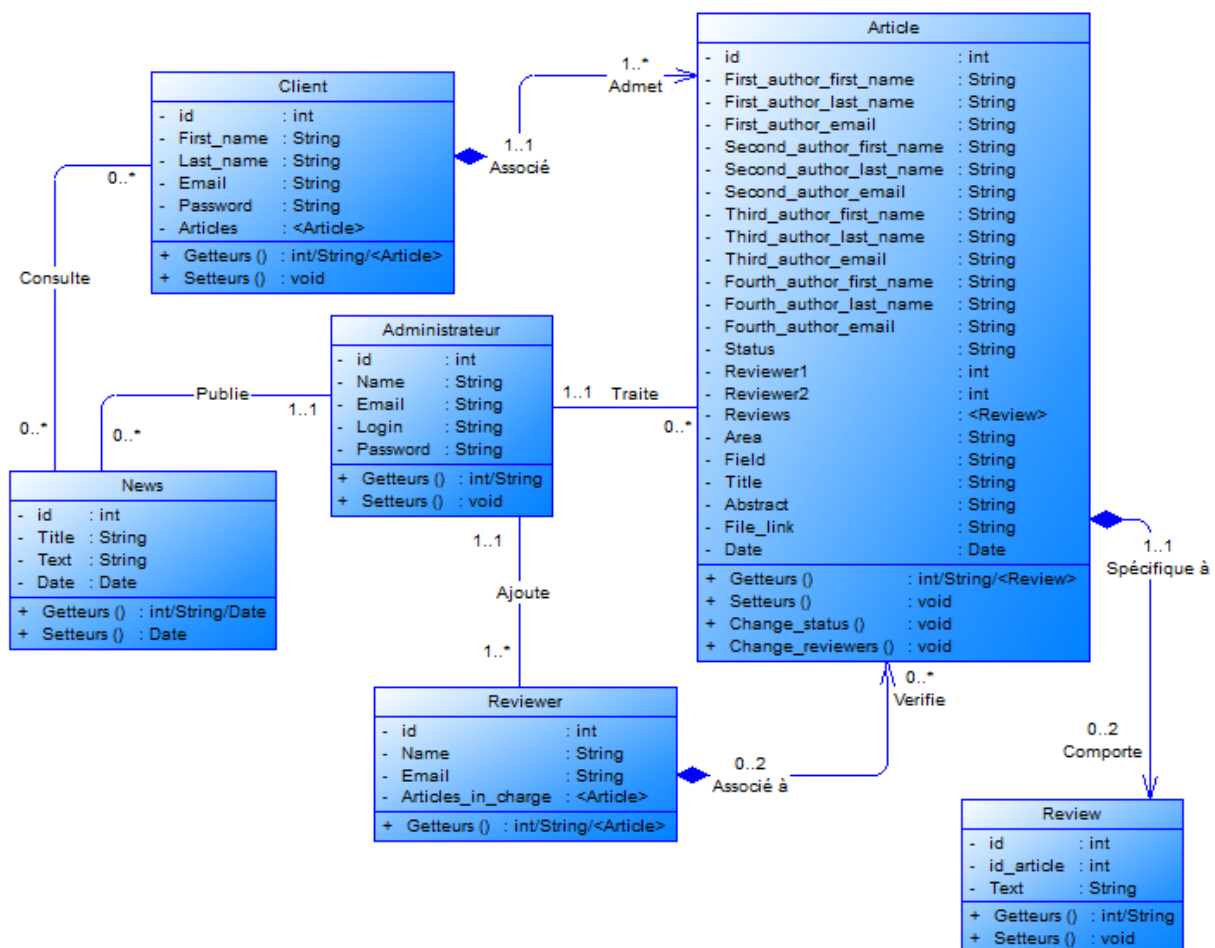 Client
- id : int
- First_name : String
- Last_name : String
- Email : String
- Password : String
- Articles : <Article>
+ Getteurs () : int/String/<Article>
+ Setteurs () : void
1..*
Admet
1..1
Associé
Article
- id : int
- First_author_first_name : String
- First_author_last_name : String
- First_author_email : String
- Second_author_first_name : String
- Second_author_last_name : String
- Second_author_email : String
- Third_author_first_name : String
- Third_author_last_name : String
- Third_author_email : String
- Fourth_author_first_name : String
- Fourth_author_last_name : String
- Fourth_author_email : String
- Status : String
- Reviewer1 : int
- Reviewer2 : int
- Reviews : <Review>
- Area : String
- Field : String
- Title : String
- Abstract : String
- File_link : String
- Date : Date
+ Getteurs () : int/String/<Review>
+ Setteurs () : void
+ Change_status () : void
+ Change_reviewers () : void
0..*
Consulte
0..*
Administrateur
- id : int
- Name : String
- Email : String
- Login : String
- Password : String
+ Getteurs () : int/String
+ Setteurs () : void
Publie
1..1
0..*
1..1 Traite
0..*
News
- id : int
- Title : String
- Text : String
- Date : Date
+ Getteurs () : int/String/Date
+ Setteurs () : Date
1..1
Ajoute
1..*
Reviewer
- id : int
- Name : String
- Email : String
- Articles_in_charge : <Article>
+ Getteurs () : int/String/<Article>
0..2
Associé à
0..*
Verifie
1..1
Spécifique à
0..2
Comporte
Review
- id : int
- id_article : int
- Text : String
+ Getteurs () : int/String
+ Setteurs () : void